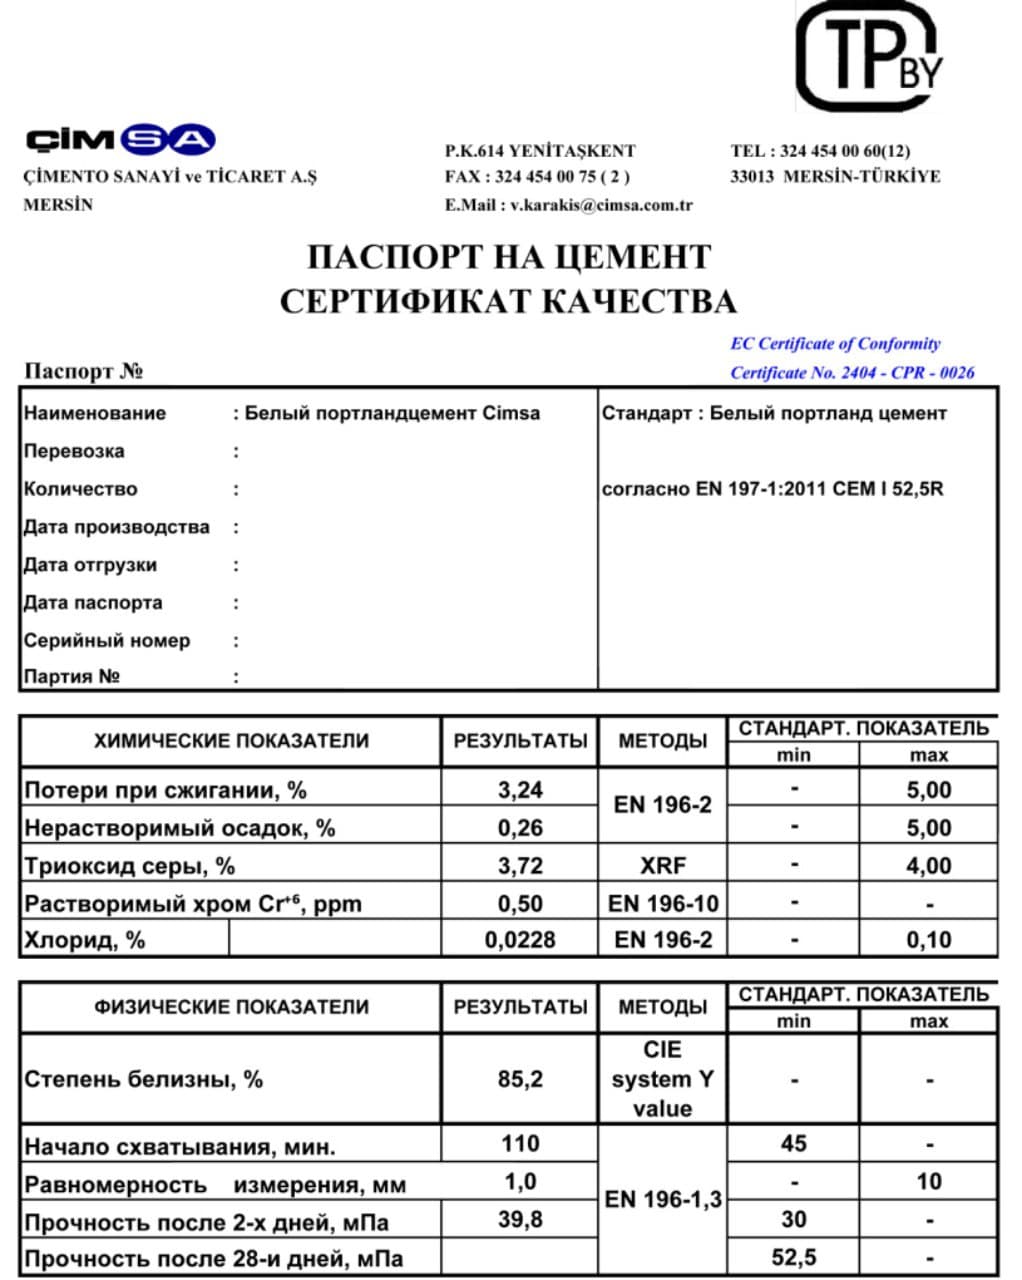 TP BY
ÇİMSA
ÇİMENTO SANAYİ ve TİCARET A.Ş
MERSİN
P.K.614 YENİTAŞKENT
FAX : 324 454 00 75 ( 2 )
E.Mail : v.karakis@cimsa.com.tr
TEL : 324 454 00 60(12)
33013 MERSİN-TÜRKİYE
ПАСПОРТ НА ЦЕМЕНТ
СЕРТИФИКАТ КАЧЕСТВА
EC Certificate of Conformity
Паспорт №
Certificate No. 2404 - CPR - 0026
Наименование : Белый портландцемент Cimsa
Стандарт : Белый портланд цемент
Перевозка :
Количество :
согласно EN 197-1:2011 CEM I 52,5R
Дата производства :
Дата отгрузки :
Дата паспорта :
Серийный номер :
Партия № :
ХИМИЧЕСКИЕ ПОКАЗАТЕЛИ РЕЗУЛЬТАТЫ МЕТОДЫ СТАНДАРТ. ПОКАЗАТЕЛЬ
min max
Потери при сжигании, % 3,24 EN 196-2 - 5,00
Нерастворимый осадок, % 0,26 - 5,00
Триоксид серы, % 3,72 XRF - 4,00
Растворимый хром Cr⁺⁶, ppm 0,50 EN 196-10 - -
Хлорид, % 0,0228 EN 196-2 - 0,10
ФИЗИЧЕСКИЕ ПОКАЗАТЕЛИ РЕЗУЛЬТАТЫ МЕТОДЫ СТАНДАРТ. ПОКАЗАТЕЛЬ
min max
Степень белизны, % 85,2 CIE system Y value - -
Начало схватывания, мин. 110 EN 196-1,3 45 -
Равномерность измерения, мм 1,0 - 10
Прочность после 2-х дней, мПа 39,8 30 -
Прочность после 28-и дней, мПа 52,5 -